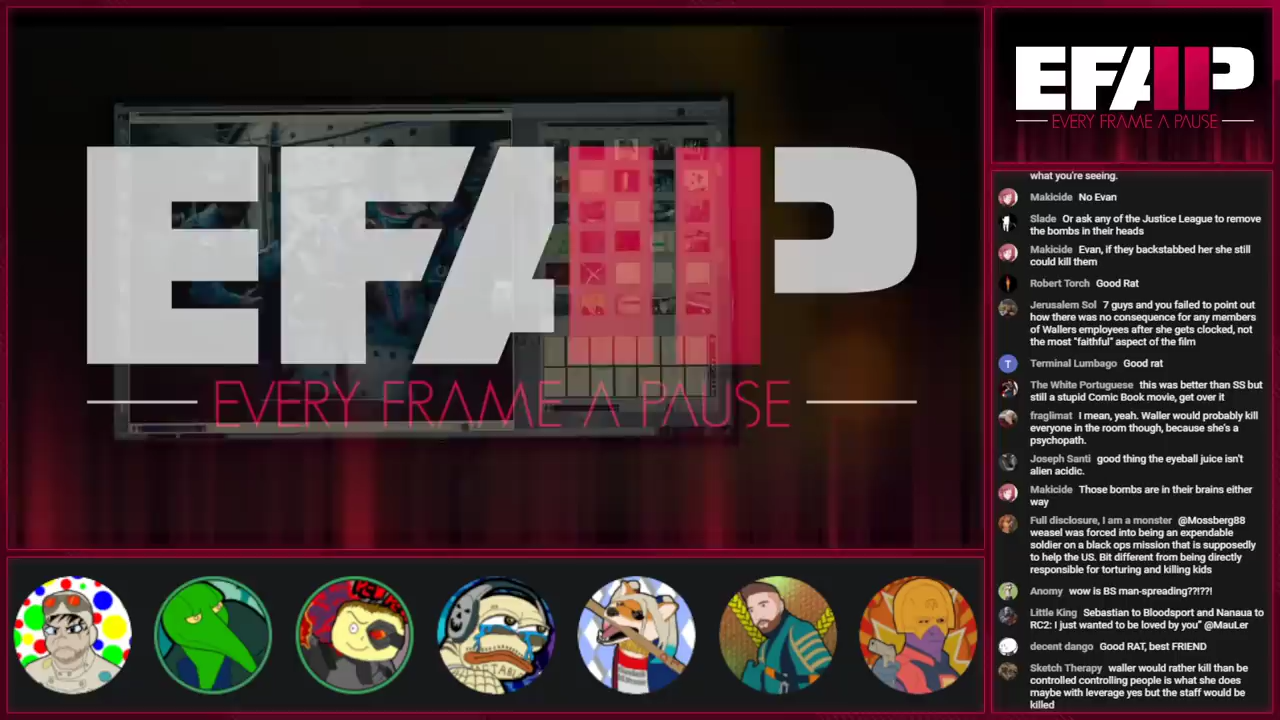 EFAP
EVERY FRAME A PAUSE
EFAP
EVERY FRAME A PAUSE
what you're seeing.
Makicide No Evan
Slade Or ask any of the Justice League to remove
the bombs in their heads
Makicide Evan, if they backstabbed her she still
could kill them
Robert Torch Good Rat
Jerusalem Sol 7 guys and you failed to point out
how there was no consequence for any members
of Wallers employees after she gets clocked, not
the most "faithful" aspect of the film
T Terminal Lumbago Good rat
The White Portuguese this was better than SS but
still a stupid Comic Book movie, get over it
fraglimat I mean, yeah. Waller would probably kill
everyone in the room though, because she's a
psychopath.
Joseph Santi good thing the eyeball juice isn't
alien acidic.
Makicide Those bombs are in their brains either
way
Full disclosure, I am a monster @Mossberg88
weasel was forced into being an expendable
soldier on a black ops mission that is supposedly
to help the US. Bit different from being directly
responsible for torturing and killing kids
Anomy wow is BS man-spreading??!??!
Little King Sebastian to Bloodsport and Nanaua to
RC2: I just wanted to be loved by you" @MauLer
decent dango Good RAT, best FRIEND
Sketch Therapy waller would rather kill than be
controlled controlling people is what she does
maybe with leverage yes but the staff would be
killed